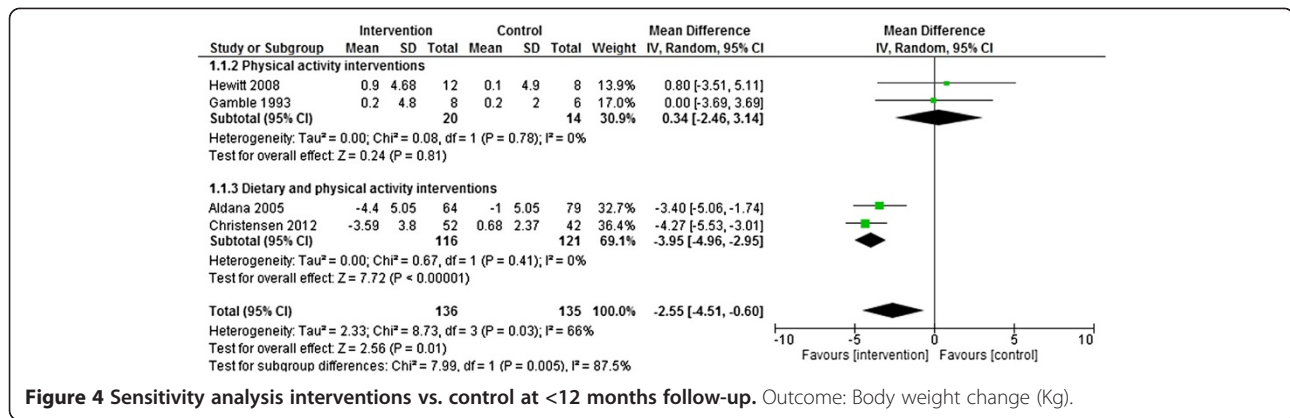 Intervention Control Mean Difference Mean Difference
Study or Subgroup Mean SD Total Mean SD Total Weight IV, Random, 95% CI IV, Random, 95% CI
1.1.2 Physical activity interventions
Hewitt 2008 0.9 4.68 12 0.1 4.9 8 13.9% 0.80 [-3.51, 5.11]
Gamble 1993 0.2 4.8 8 0.2 2 6 17.0% 0.00 [-3.69, 3.69]
Subtotal (95% CI) 20 14 30.9% 0.34 [-2.46, 3.14]
Heterogeneity: Tau² = 0.00; Chi² = 0.08, df = 1 (P = 0.78); I² = 0%
Test for overall effect: Z = 0.24 (P = 0.81)
1.1.3 Dietary and physical activity interventions
Aldana 2005 -4.4 5.05 64 -1 5.05 79 32.7% -3.40 [-5.06, -1.74]
Christensen 2012 -3.59 3.8 52 0.68 2.37 42 36.4% -4.27 [-5.53, -3.01]
Subtotal (95% CI) 116 121 69.1% -3.95 [-4.96, -2.95]
Heterogeneity: Tau² = 0.00; Chi² = 0.67, df = 1 (P = 0.41); I² = 0%
Test for overall effect: Z = 7.72 (P < 0.00001)
Total (95% CI) 136 135 100.0% -2.55 [-4.51, -0.60]
Heterogeneity: Tau² = 2.33; Chi² = 8.73, df = 3 (P = 0.03); I² = 66%
Test for overall effect: Z = 2.56 (P = 0.01)
Test for subgroup differences: Chi² = 7.99, df = 1 (P = 0.005), I² = 87.5%
-10 -5 0 5 10
Favours [intervention] Favours [control]
Figure 4 Sensitivity analysis interventions vs. control at <12 months follow-up. Outcome: Body weight change (Kg).